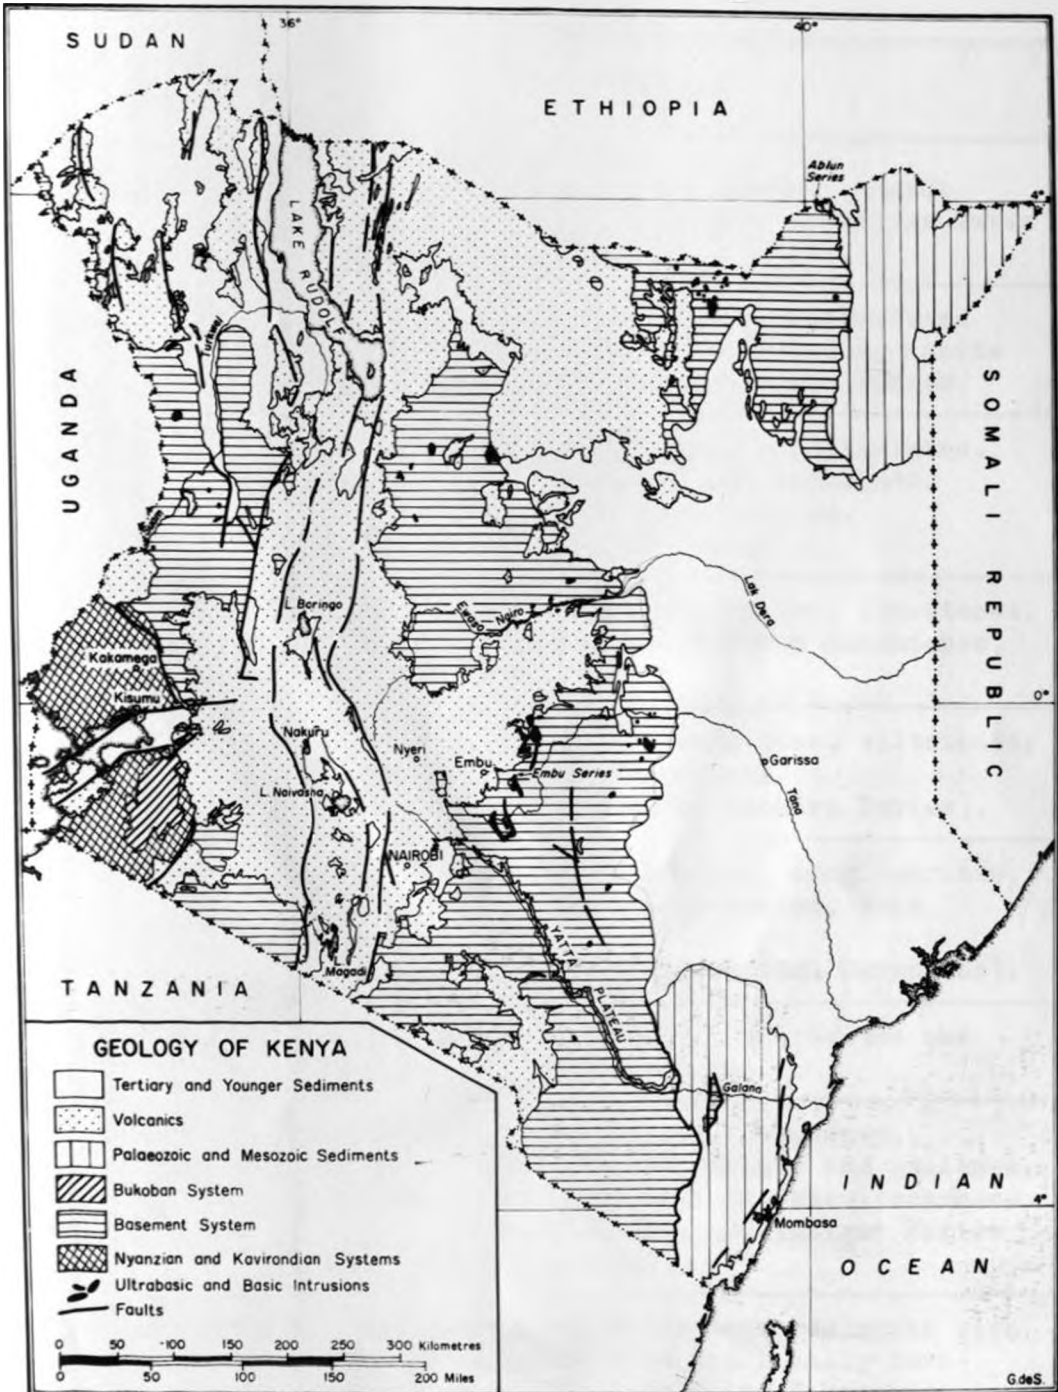 36°
40°
SUDAN
ETHIOPIA
Ablun
Series
4°
LAKE RUDOLF
Turkwel
UGANDA
SOMALI REPUBLIC
L. Baringo
Ewaso Nairo
Lak Dera
Kakamega
Kisumu
0°
Nakuru
Nyeri
Embu
Embu Series
Garissa
Tana
L. Naivasha
NAIROBI
YATTA PLATEAU
Magadi
TANZANIA
Galana
INDIAN
OCEAN
4°
Mombasa
GEOLOGY OF KENYA
Tertiary and Younger Sediments
Volcanics
Palaeozoic and Mesozoic Sediments
Bukoban System
Basement System
Nyanzian and Kavirondian Systems
Ultrabasic and Basic Intrusions
Faults
0 50 100 150 200 250 300 Kilometres
0 50 100 150 200 Miles
G.deS.